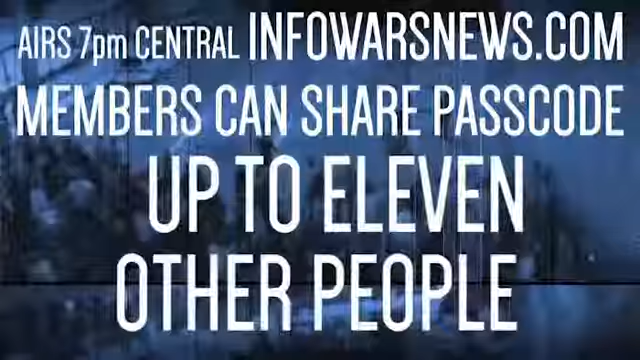 AIRS 7pm CENTRAL INFOWARSNEWS.COM
MEMBERS CAN SHARE PASSCODE
UP TO ELEVEN
OTHER PEOPLE